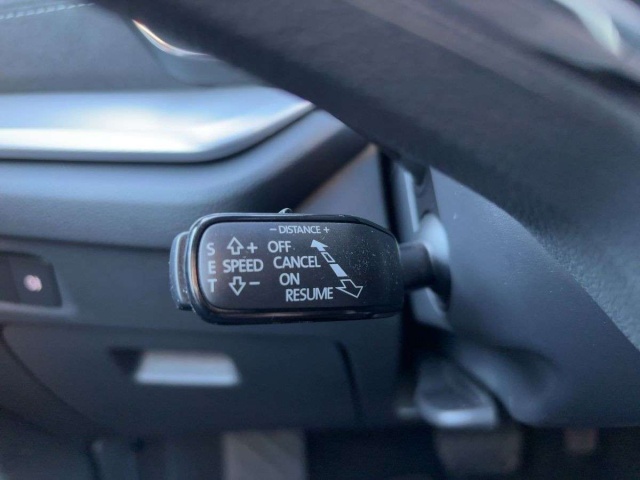 - DISTANCE +
S ⇧+ OFF
E SPEED CANCEL
T ⇩- ON
RESUME